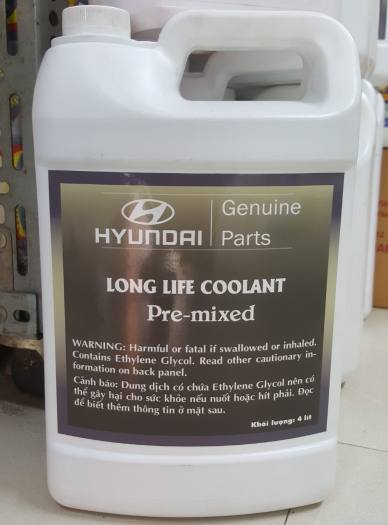 HYUNDAI
Genuine
Parts
LONG LIFE COOLANT
Pre-mixed
WARNING: Harmful or fatal if swallowed or inhaled.
Contains Ethylene Glycol. Read other cautionary in-
formation on back panel.
Cảnh báo: Dung dịch có chứa Ethylene Glycol nên có
thể gây hại cho sức khỏe nếu nuốt hoặc hít phải. Đọc
để biết thêm thông tin ở mặt sau.
Khối lượng: 4 lít